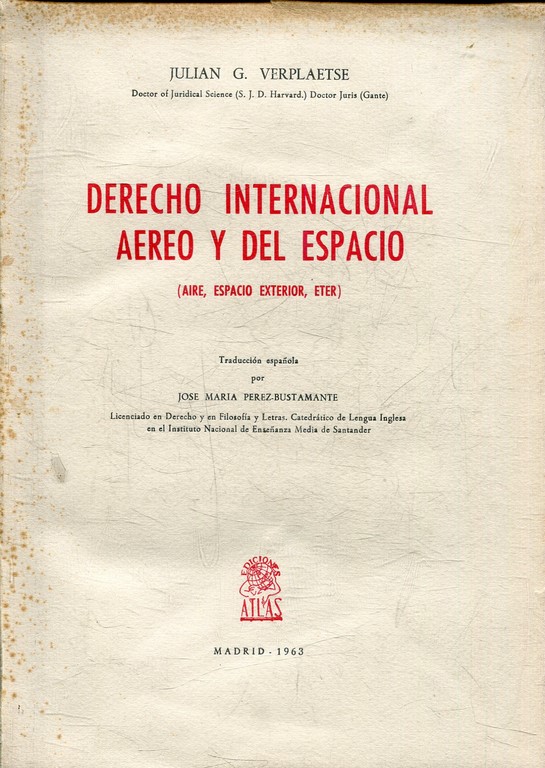 JULIAN G. VERPLAETSE
Doctor of Juridical Science (S. J. D. Harvard.) Doctor Juris (Gante)
DERECHO INTERNACIONAL
AEREO Y DEL ESPACIO
(AIRE, ESPACIO EXTERIOR, ETER)
Traducción española
por
JOSE MARIA PEREZ-BUSTAMANTE
Licenciado en Derecho y en Filosofía y Letras. Catedrático de Lengua Inglesa
en el Instituto Nacional de Enseñanza Media de Santander
EDICIONES
ATLAS
MADRID - 1963